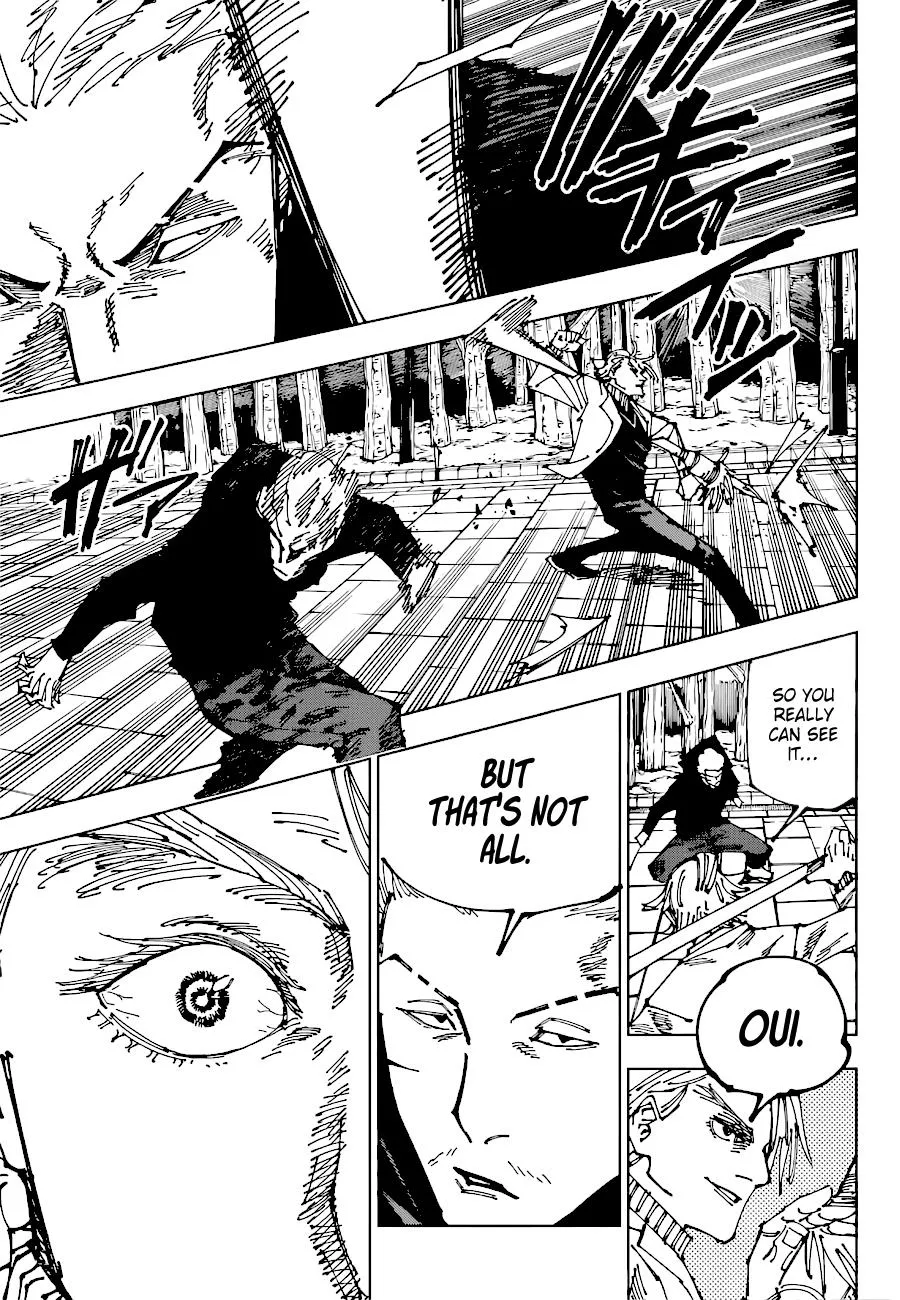 SO YOU
REALLY
CAN SEE
IT...
OUI.
BUT
THAT'S NOT
ALL.